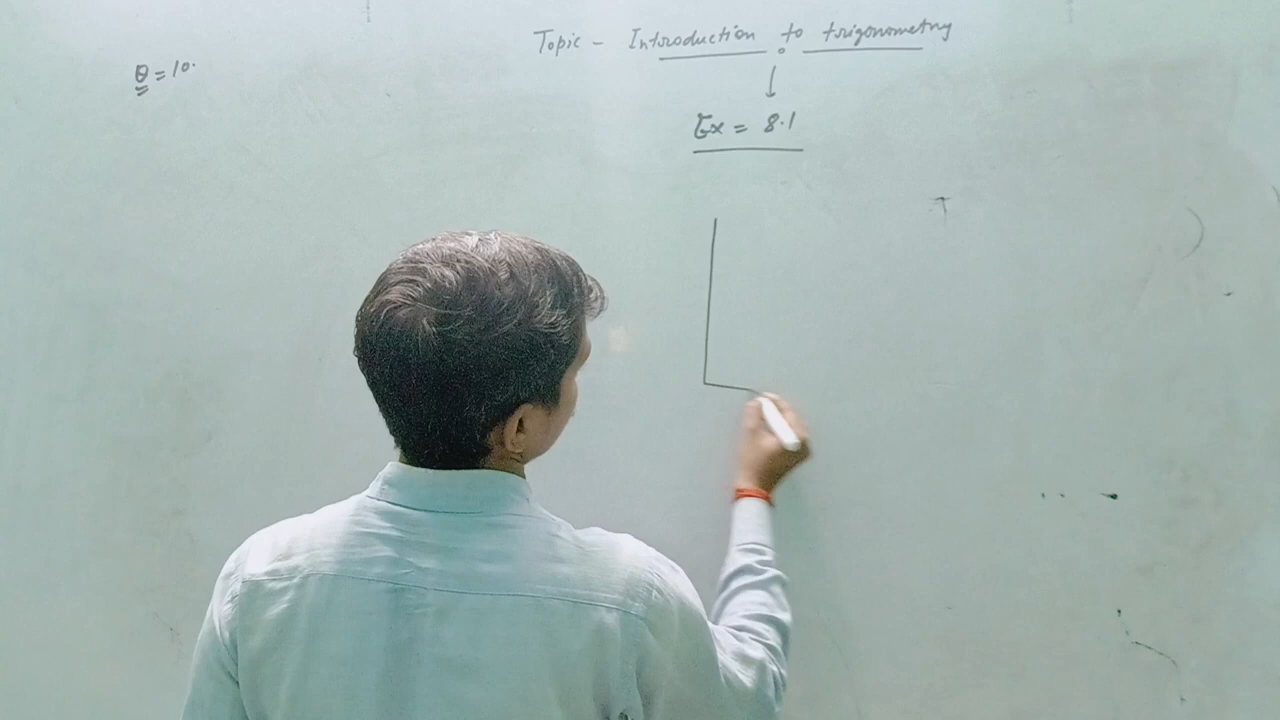 Topic - Introduction to trigonometry
θ = 10.
Ex = 8.1